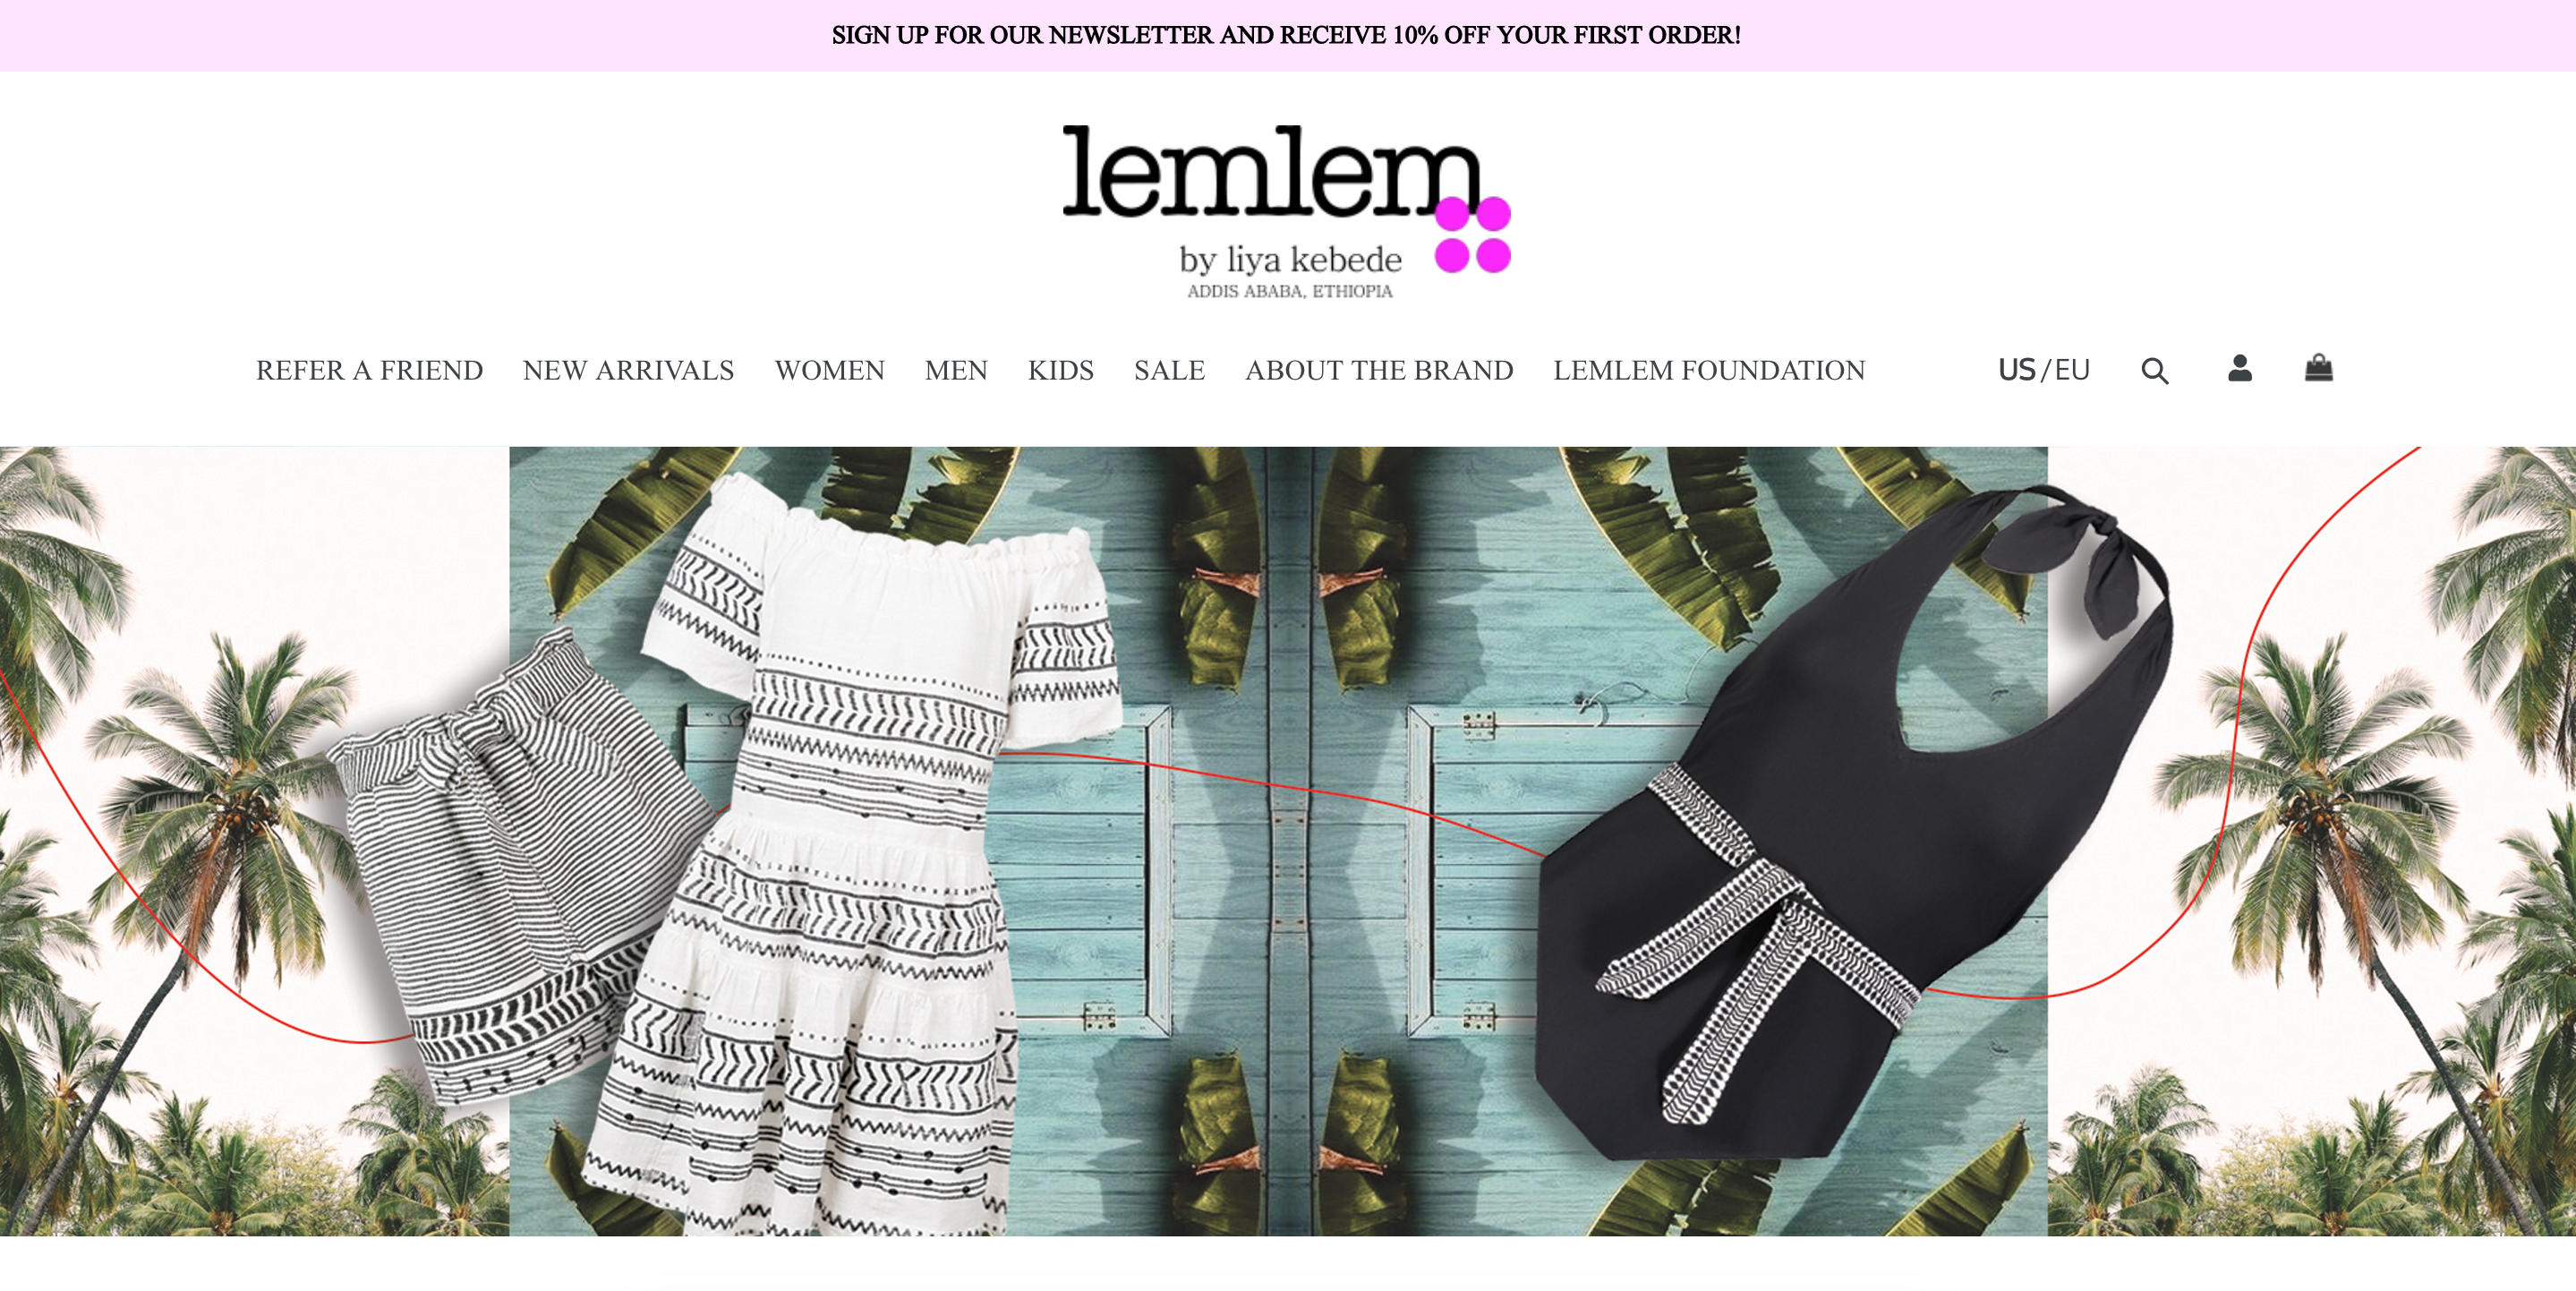 SIGN UP FOR OUR NEWSLETTER AND RECEIVE 10% OFF YOUR FIRST ORDER!
lemlem
by liya kebede
ADDIS ABABA, ETHIOPIA
REFER A FRIEND NEW ARRIVALS WOMEN MEN KIDS SALE ABOUT THE BRAND LEMLEM FOUNDATION US / EU